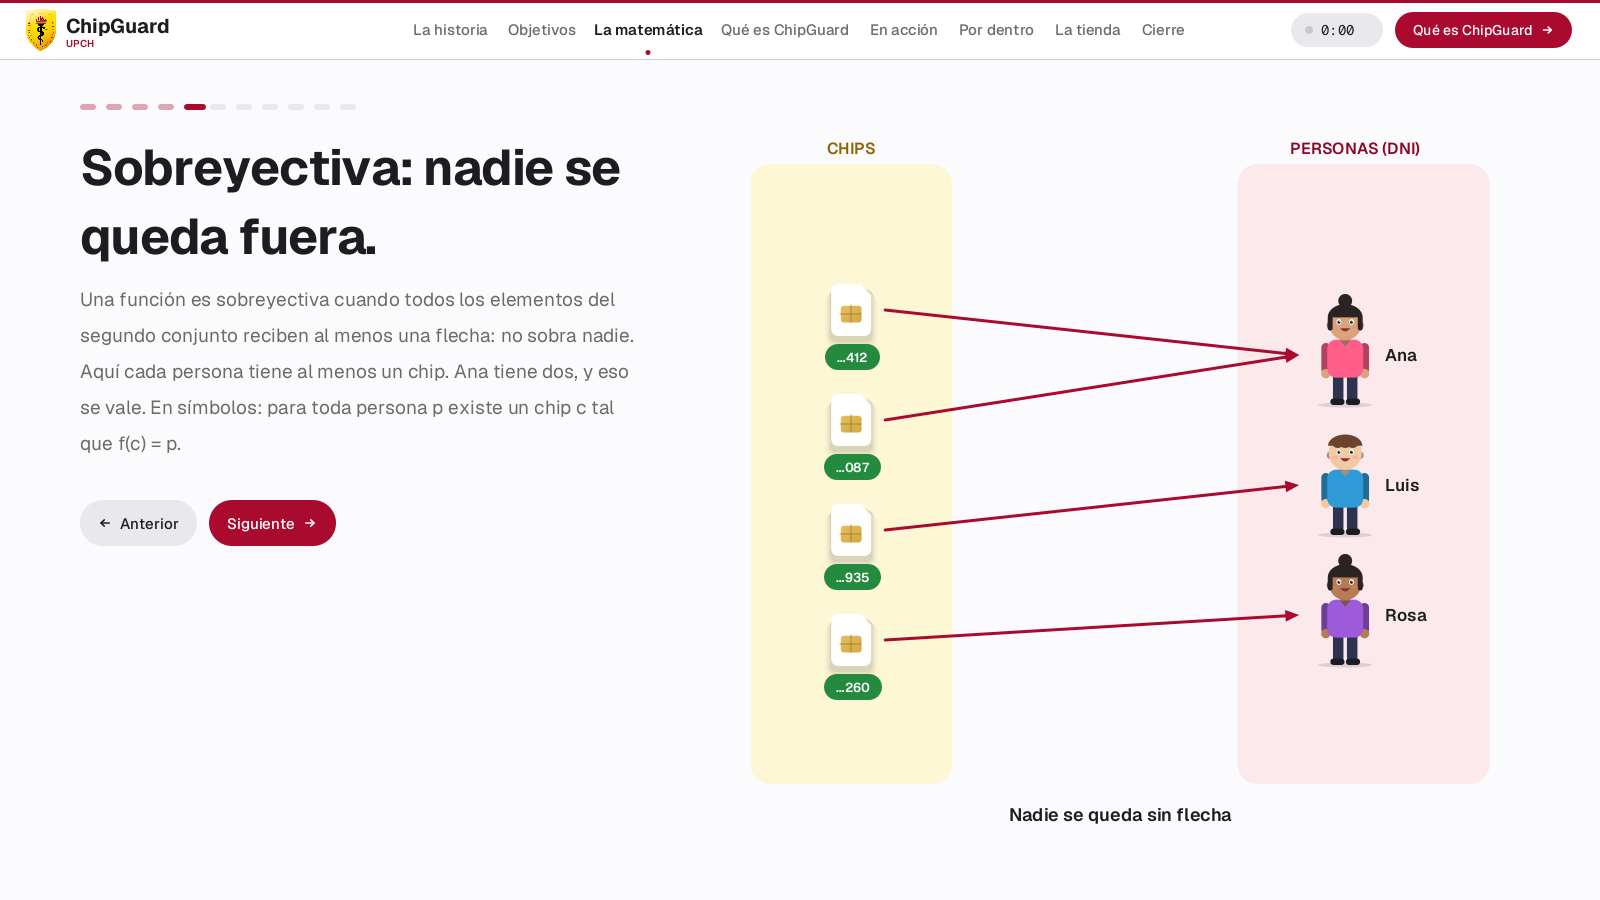 ChipGuard
UPCH
La historia
Objetivos
La matemática
Qué es ChipGuard
En acción
Por dentro
La tienda
Cierre
0:00
Qué es ChipGuard →
Sobreyectiva: nadie se
queda fuera.
Una función es sobreyectiva cuando todos los elementos del
segundo conjunto reciben al menos una flecha: no sobra nadie.
Aquí cada persona tiene al menos un chip. Ana tiene dos, y eso
se vale. En símbolos: para toda persona p existe un chip c tal
que f(c) = p.
← Anterior
Siguiente →
CHIPS
PERSONAS (DNI)
...412
...087
...935
...260
Ana
Luis
Rosa
Nadie se queda sin flecha